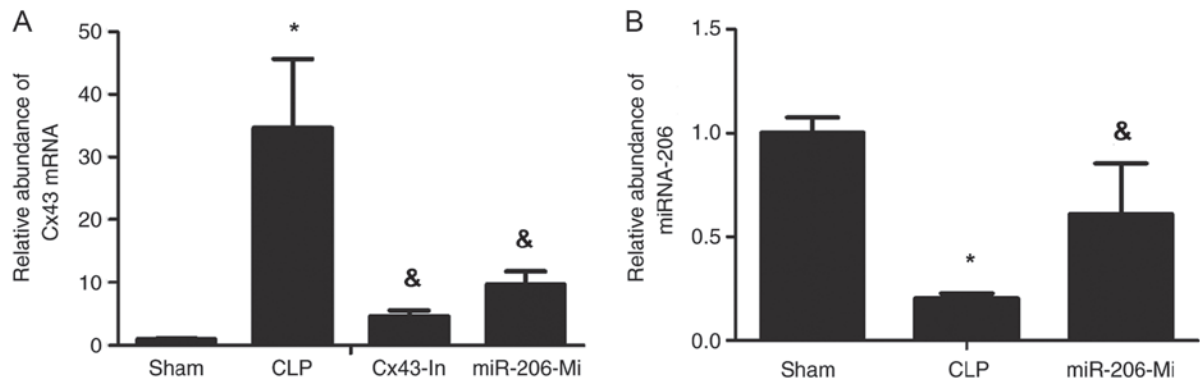 A
Relative abundance of
Cx43 mRNA
50
40
30
20
10
0
*
&
&
Sham CLP Cx43-In miR-206-Mi
B
Relative abundance of
miRNA-206
1.5
1.0
0.5
0.0
*
&
Sham CLP miR-206-Mi